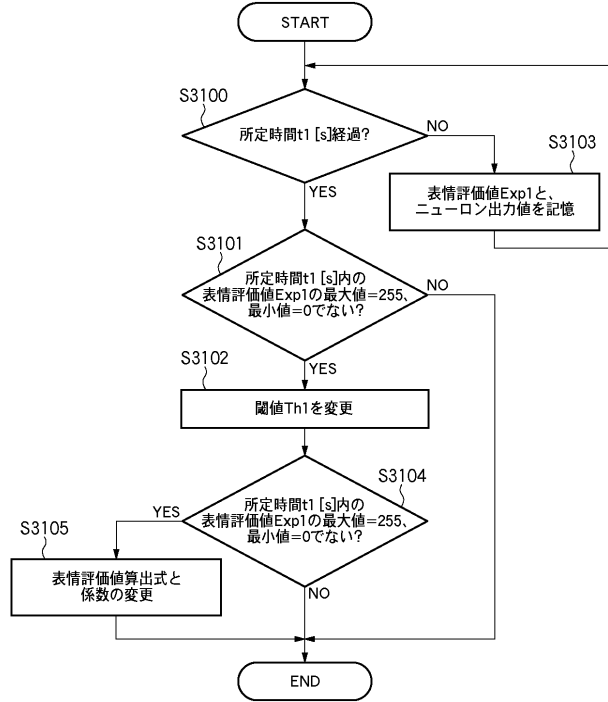 START
S3100
所定時間t1 [s]経過?
NO
YES
S3103
表情評価値Exp1と、
ニューロン出力値を記憶
S3101
所定時間t1 [s]内の
表情評価値Exp1の最大値=255、
最小値=0でない?
NO
YES
S3102
閾値Th1を変更
S3104
所定時間t1 [s]内の
表情評価値Exp1の最大値=255、
最小値=0でない?
YES
NO
S3105
表情評価値算出式と
係数の変更
END